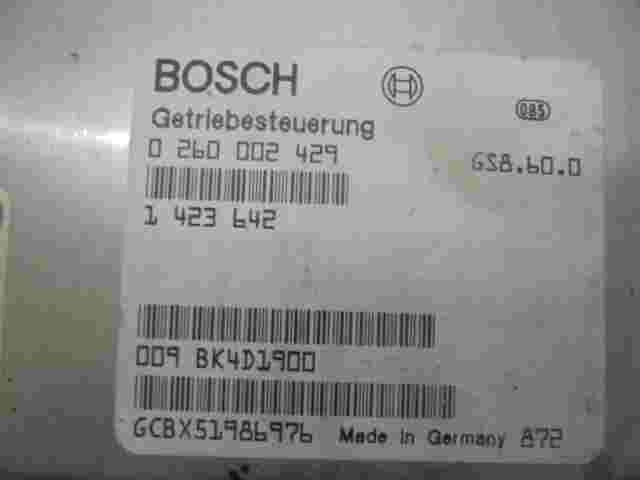 BOSCH
085
Getriebesteuerung
0 260 002 429 GS8.60.0
1 423 642
009 BK4D1900
GCBX51986976 Made in Germany 872